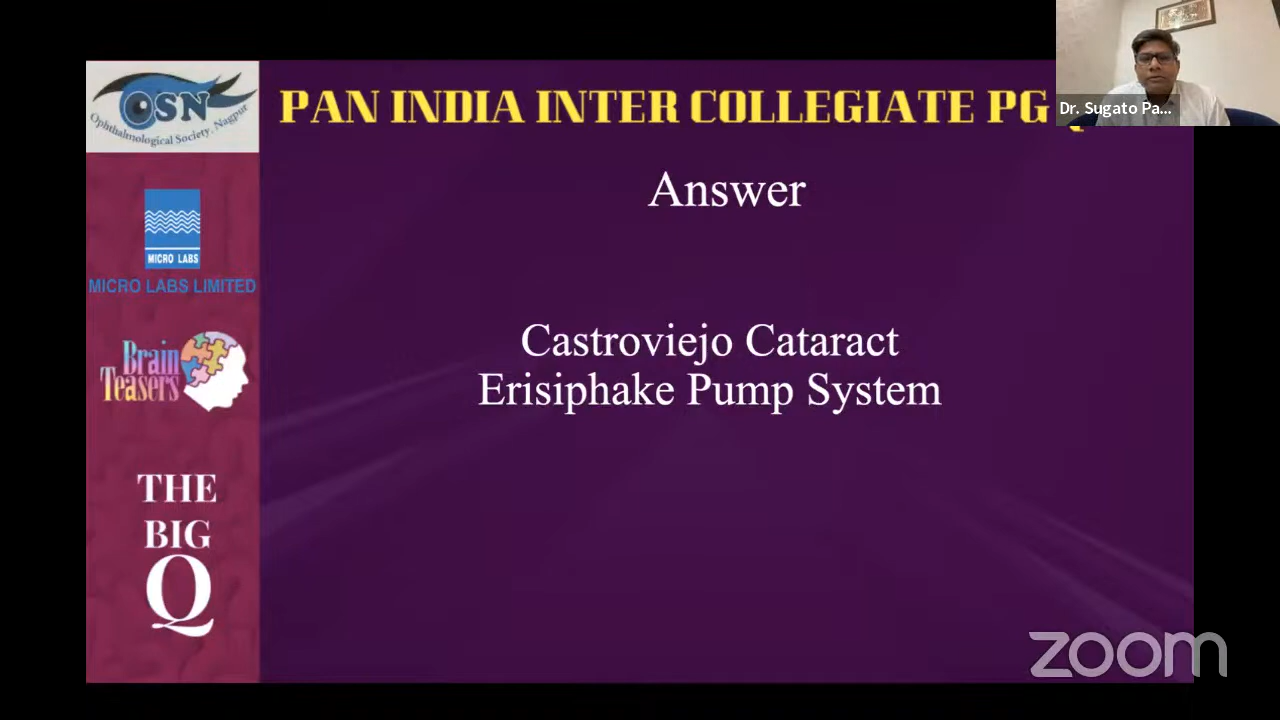 OSN
Ophthalmological Society, Nagpur
PAN INDIA INTER COLLEGIATE PG
Dr. Sugato Pa...
Answer
MICRO LABS
MICRO LABS LIMITED
Brain
Teasers
Castroviejo Cataract
Erisiphake Pump System
THE
BIG
Q
zoom